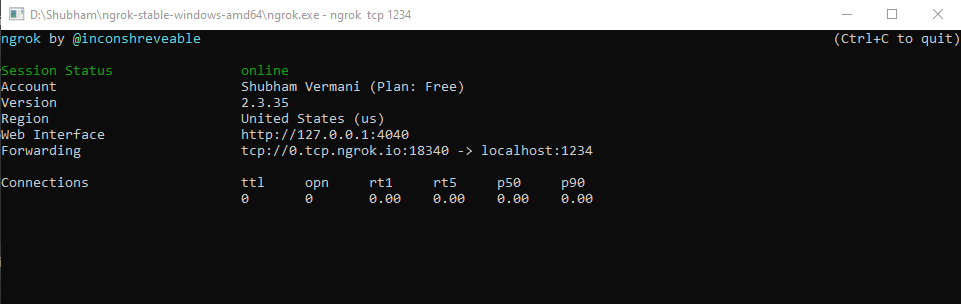 D:\Shubham\ngrok-stable-windows-amd64\ngrok.exe - ngrok tcp 1234
ngrok by @inconshreveable (Ctrl+C to quit)
Session Status online
Account Shubham Vermani (Plan: Free)
Version 2.3.35
Region United States (us)
Web Interface http://127.0.0.1:4040
Forwarding tcp://0.tcp.ngrok.io:18340 -> localhost:1234
Connections ttl opn rt1 rt5 p50 p90
0 0 0.00 0.00 0.00 0.00